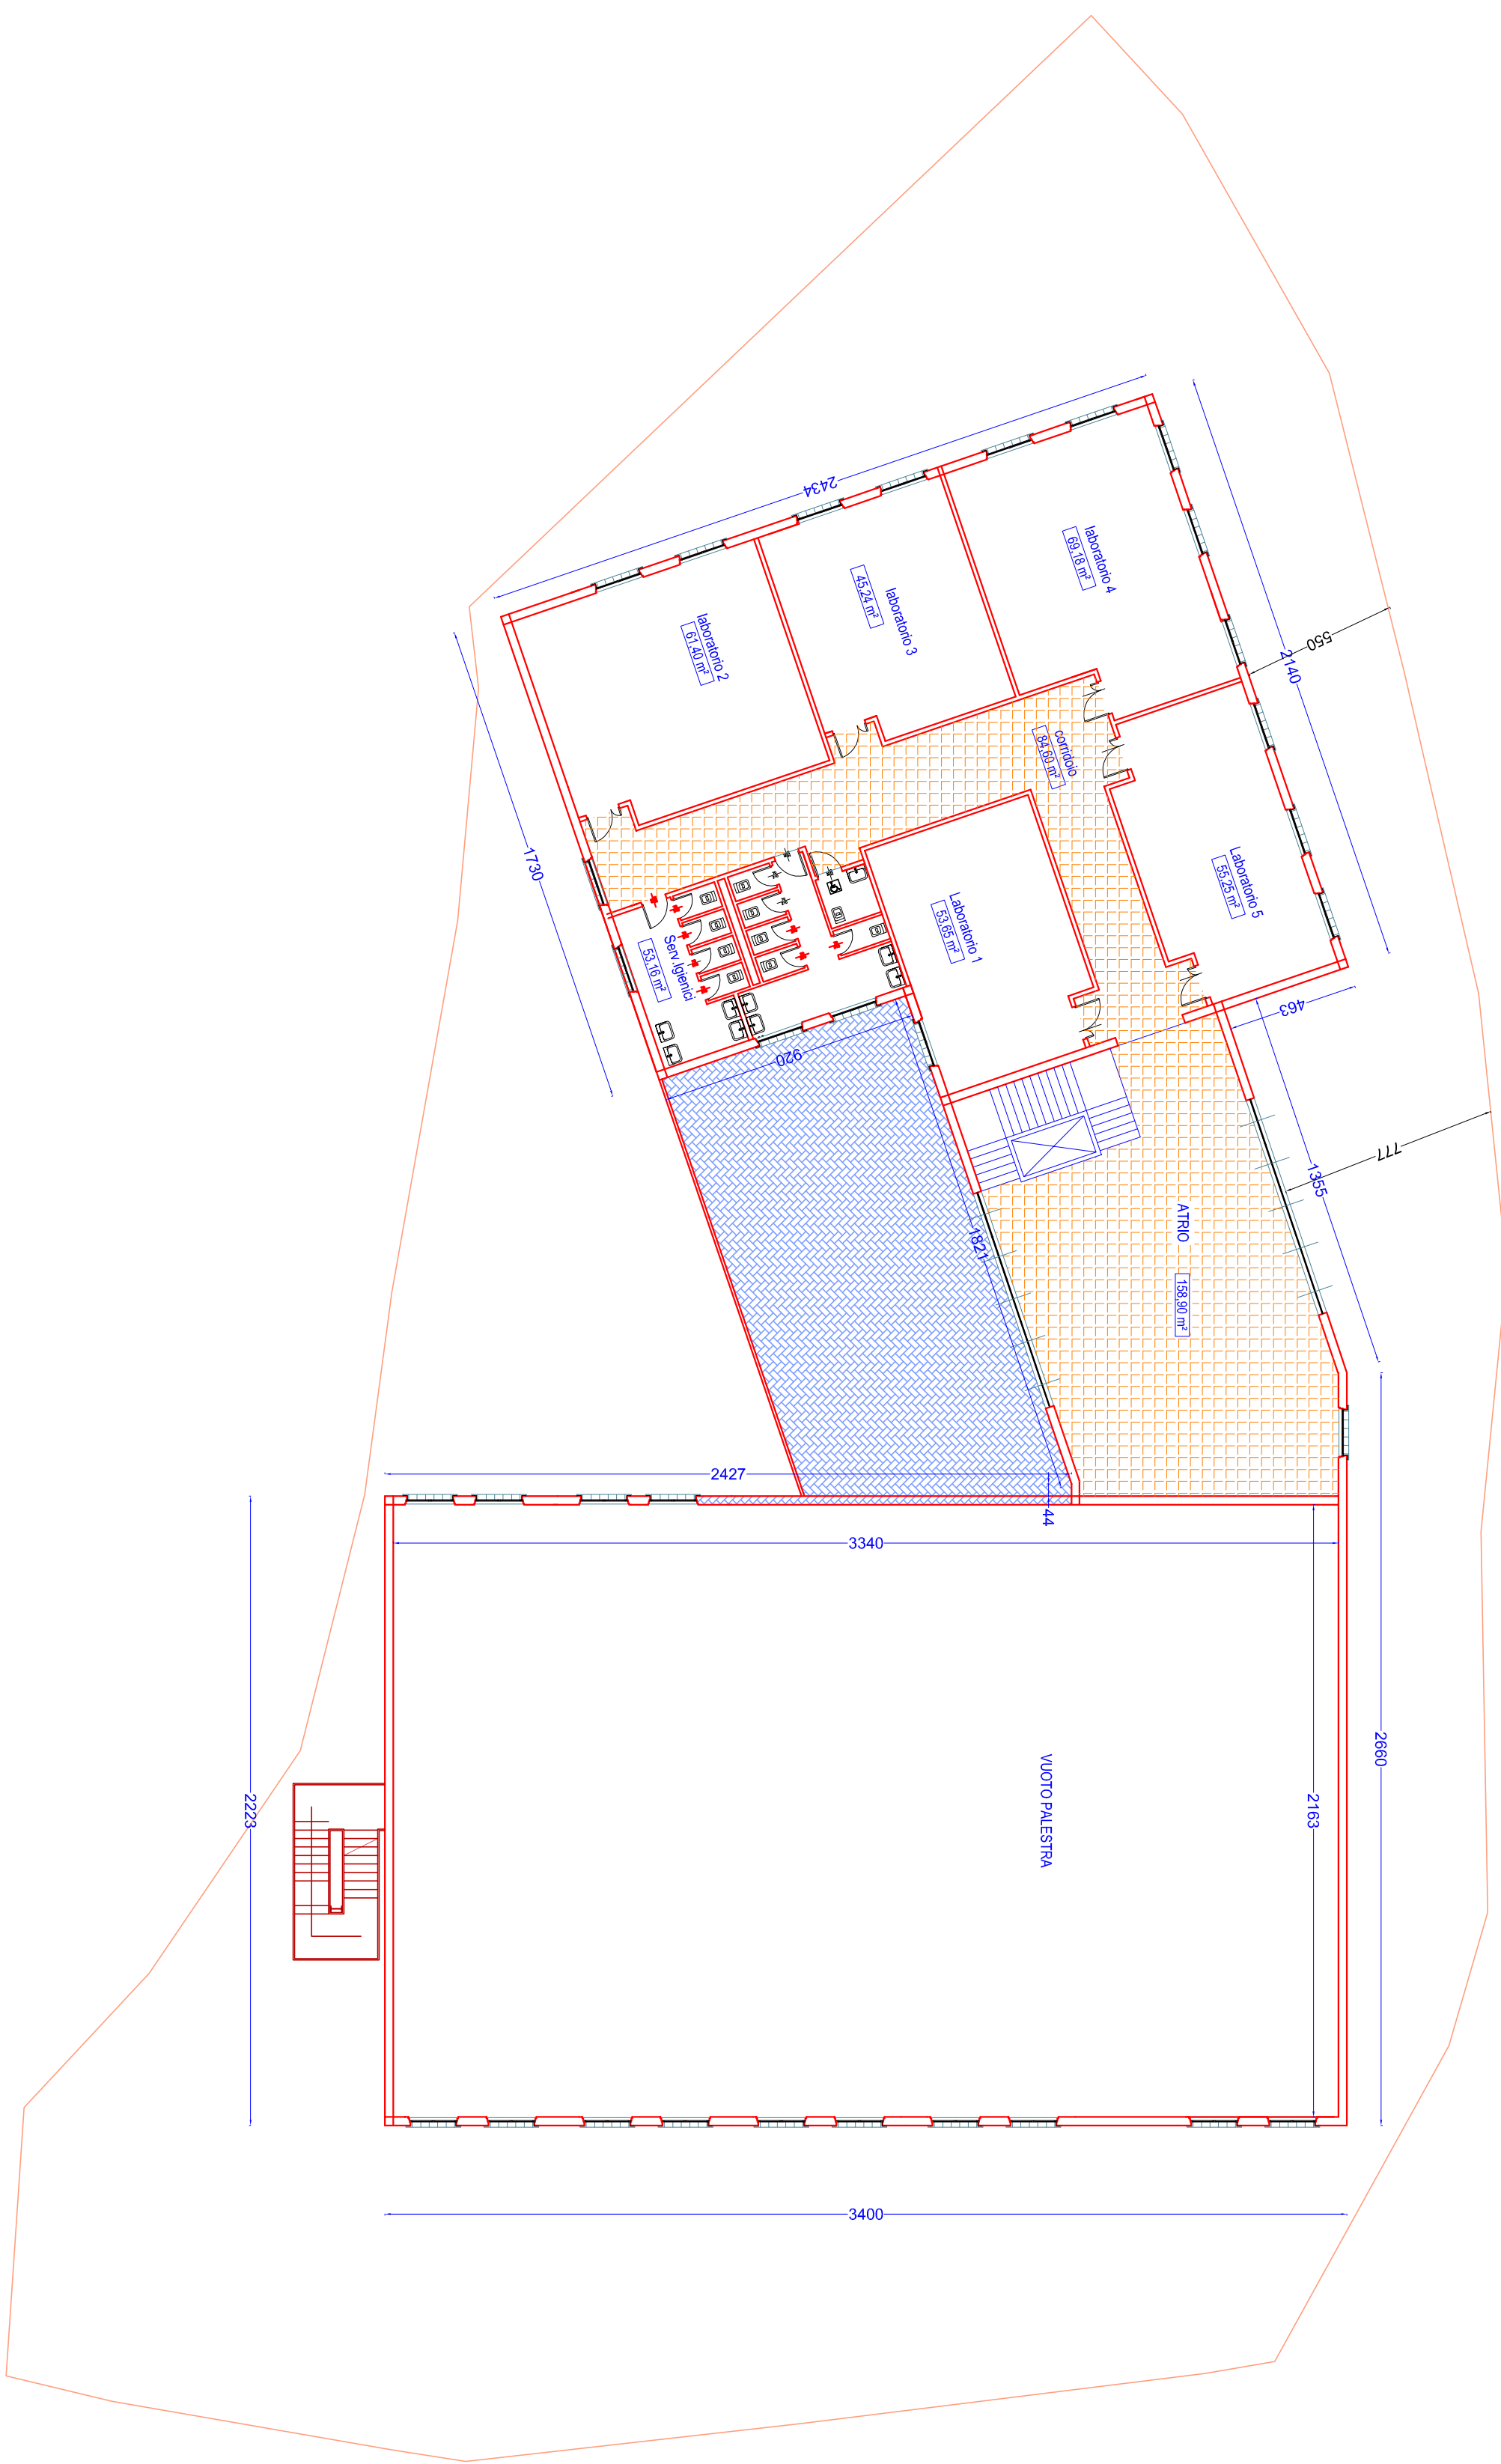 2434
2140
550
laboratorio 4
69,18 m²
laboratorio 3
45,24 m²
laboratorio 2
61,40 m²
corridoio
84,60 m²
1730
Laboratorio 5
55,25 m²
Laboratorio 1
53,65 m²
Serv.Igienici
53,16 m²
463
920
777
1355
ATRIO
158,90 m²
1821
2427
44
3340
2660
VUOTO PALESTRA
2163
2223
3400